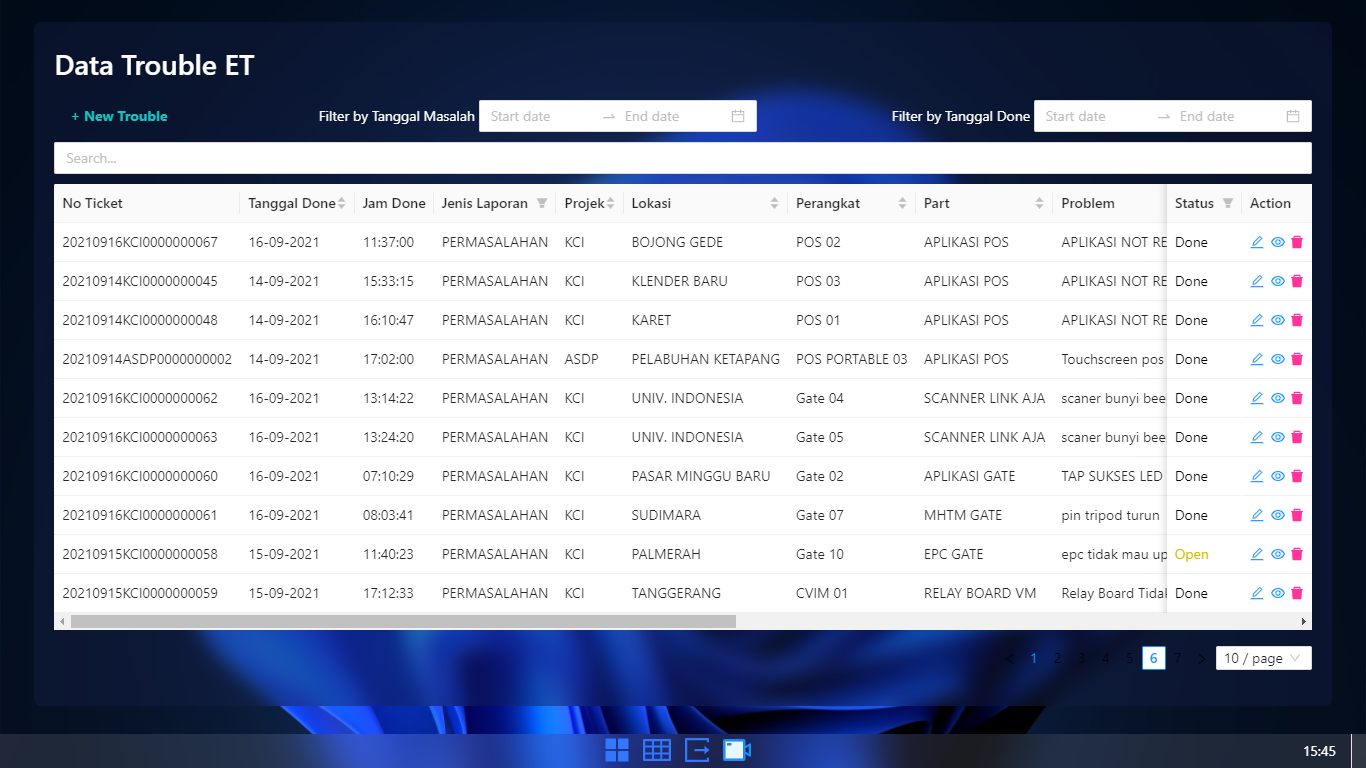 Data Trouble ET
+ New Trouble Filter by Tanggal Masalah Start date End date Filter by Tanggal Done Start date End date
Search...
No Ticket Tanggal Done Jam Done Jenis Laporan Projek Lokasi Perangkat Part Problem Status Action
20210916KCI0000000067 16-09-2021 11:37:00 PERMASALAHAN KCI BOJONG GEDE POS 02 APLIKASI POS APLIKASI NOT RE Done
20210914KCI0000000045 14-09-2021 15:33:15 PERMASALAHAN KCI KLENDER BARU POS 03 APLIKASI POS APLIKASI NOT RE Done
20210914KCI0000000048 14-09-2021 16:10:47 PERMASALAHAN KCI KARET POS 01 APLIKASI POS APLIKASI NOT RE Done
20210914ASDP0000000002 14-09-2021 17:02:00 PERMASALAHAN ASDP PELABUHAN KETAPANG POS PORTABLE 03 APLIKASI POS Touchscreen pos Done
20210916KCI0000000062 16-09-2021 13:14:22 PERMASALAHAN KCI UNIV. INDONESIA Gate 04 SCANNER LINK AJA scaner bunyi bee Done
20210916KCI0000000063 16-09-2021 13:24:20 PERMASALAHAN KCI UNIV. INDONESIA Gate 05 SCANNER LINK AJA scaner bunyi bee Done
20210916KCI0000000060 16-09-2021 07:10:29 PERMASALAHAN KCI PASAR MINGGU BARU Gate 02 APLIKASI GATE TAP SUKSES LED Done
20210916KCI0000000061 16-09-2021 08:03:41 PERMASALAHAN KCI SUDIMARA Gate 07 MHTM GATE pin tripod turun Done
20210915KCI0000000058 15-09-2021 11:40:23 PERMASALAHAN KCI PALMERAH Gate 10 EPC GATE epc tidak mau up Open
20210915KCI0000000059 15-09-2021 17:12:33 PERMASALAHAN KCI TANGGERANG CVIM 01 RELAY BOARD VM Relay Board Tidak Done
1 2 3 4 5 6 7 10 / page
15:45